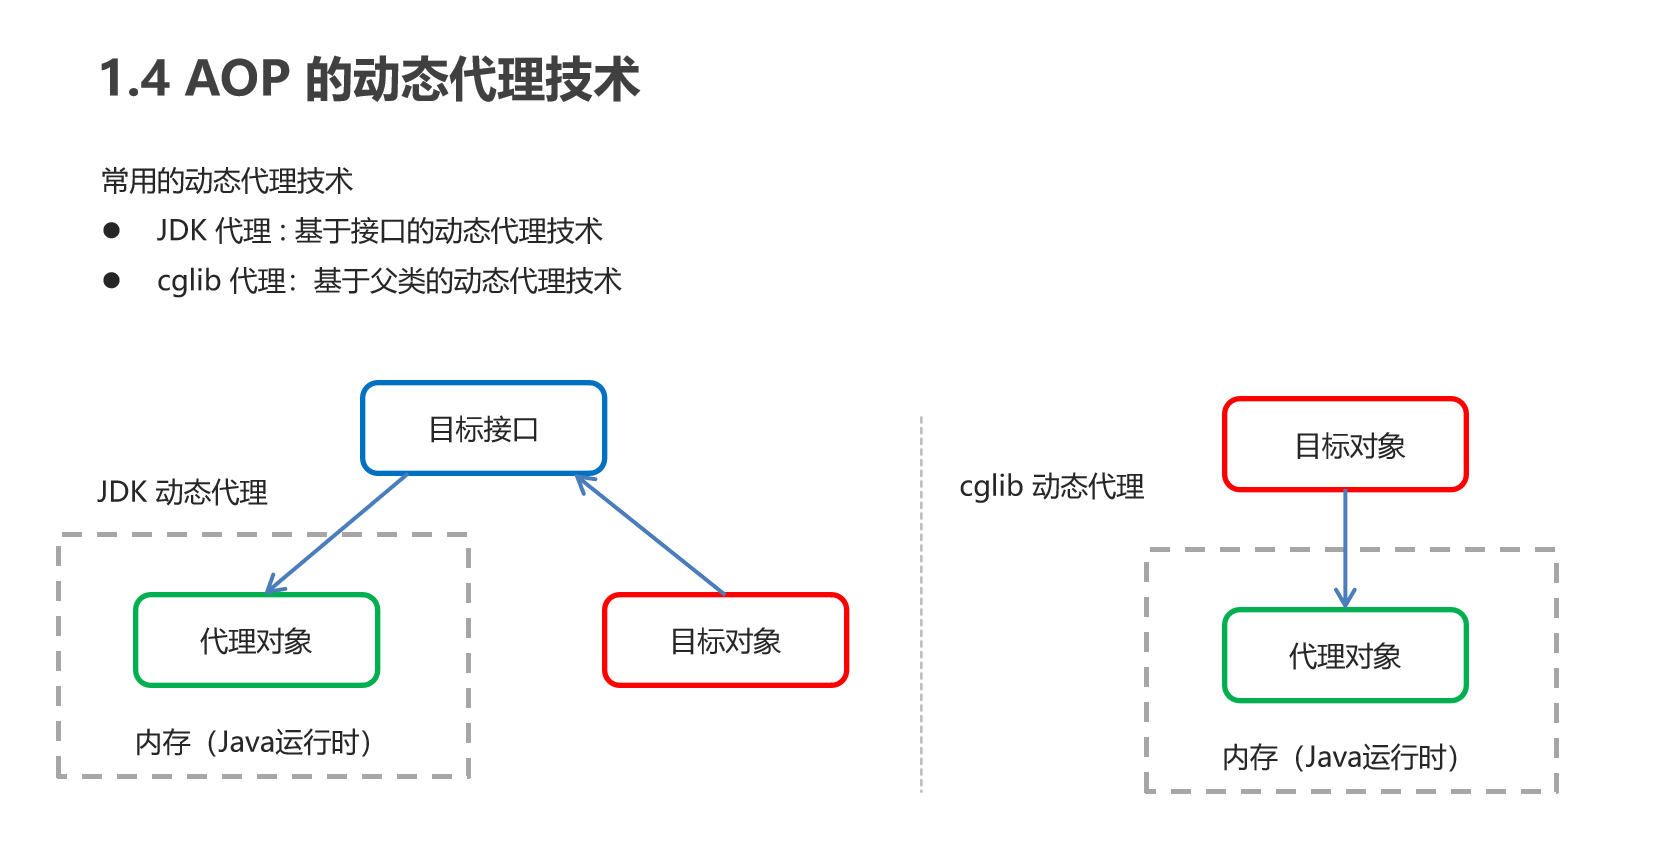 1.4 AOP 的动态代理技术
常用的动态代理技术
● JDK 代理 : 基于接口的动态代理技术
● cglib 代理：基于父类的动态代理技术
目标接口
JDK 动态代理
代理对象
目标对象
内存（Java运行时）
目标对象
cglib 动态代理
代理对象
内存（Java运行时）